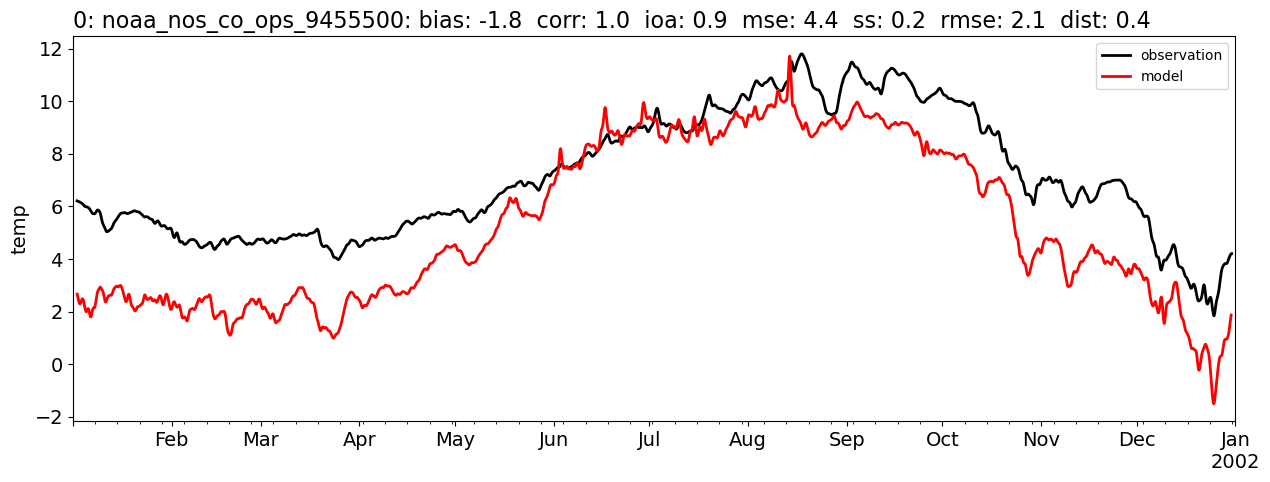 0: noaa_nos_co_ops_9455500: bias: -1.8  corr: 1.0  ioa: 0.9  mse: 4.4  ss: 0.2  rmse: 2.1  dist: 0.4
observation
model
temp
12
10
8
6
4
2
0
−2
Feb
Mar
Apr
May
Jun
Jul
Aug
Sep
Oct
Nov
Dec
Jan
2002